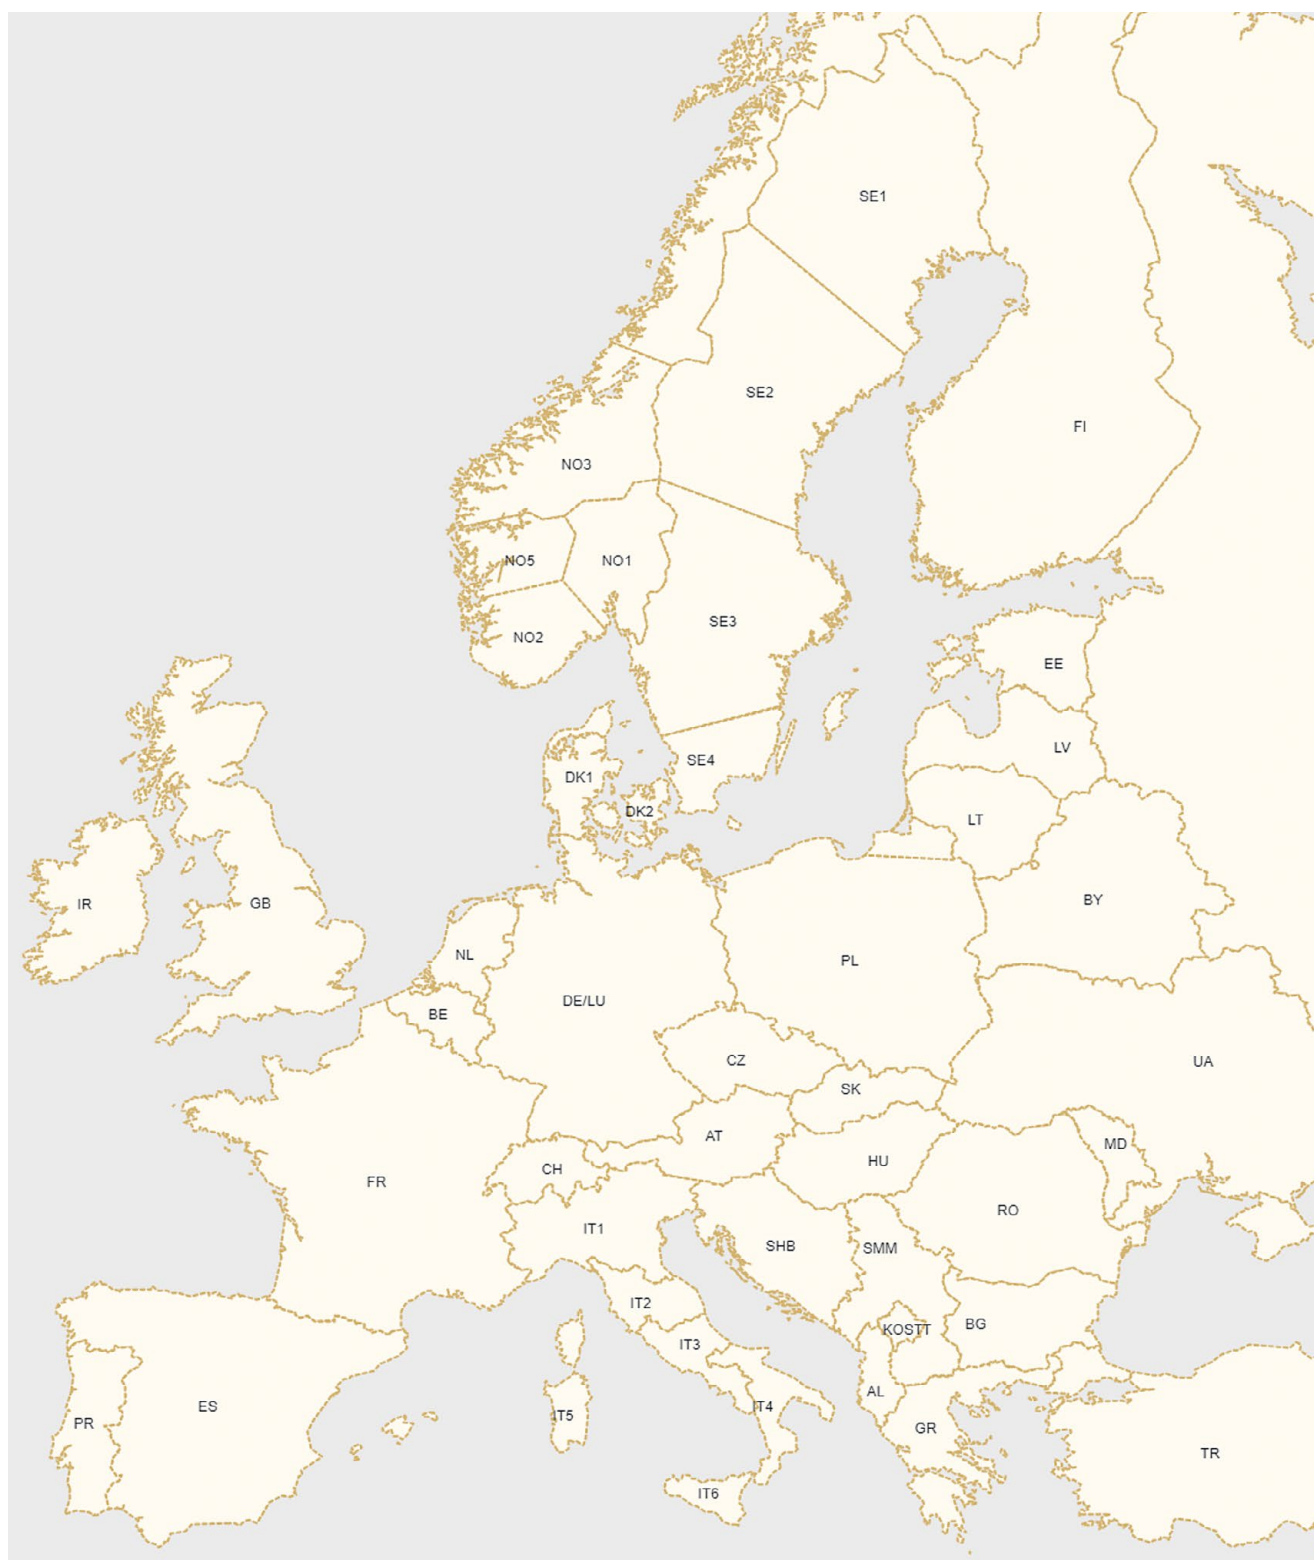 SE1
SE2
FI
NO3
NO5
NO1
NO2
SE3
EE
LV
SE4
DK1
DK2
LT
IR
GB
BY
NL
PL
DE/LU
BE
CZ
UA
SK
AT
MD
CH
HU
FR
RO
IT1
SHB
SMM
IT2
KOSTT
BG
IT3
AL
ES
IT5
IT4
PR
GR
TR
IT6